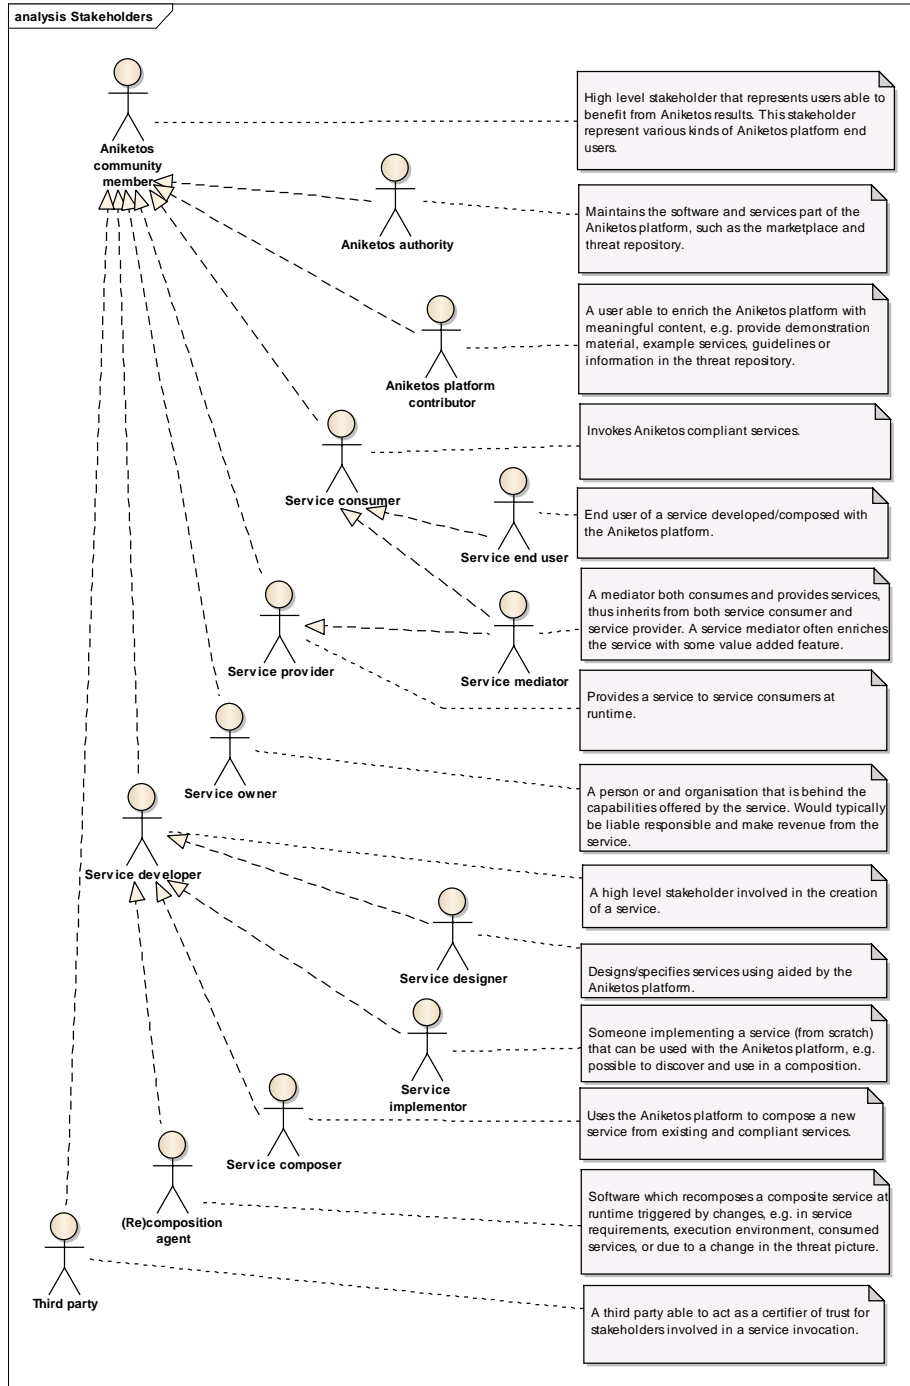 analysis Stakeholders
Aniketos
community
member
High level stakeholder that represents users able to
benefit from Aniketos results. This stakeholder
represent various kinds of Aniketos platform end
users.
Aniketos authority
Maintains the software and services part of the
Aniketos platform, such as the marketplace and
threat repository.
Aniketos platform
contributor
A user able to enrich the Aniketos platform with
meaningful content, e.g. provide demonstration
material, example services, guidelines or
information in the threat repository.
Service consumer
Invokes Aniketos compliant services.
Service end user
End user of a service developed/composed with
the Aniketos platform.
Service mediator
A mediator both consumes and provides services,
thus inherits from both service consumer and
service provider. A service mediator often enriches
the service with some value added feature.
Service provider
Provides a service to service consumers at
runtime.
Service owner
A person or and organisation that is behind the
capabilities offered by the service. Would typically
be liable responsible and make revenue from the
service.
Service developer
A high level stakeholder involved in the creation
of a service.
Service designer
Designs/specifies services using aided by the
Aniketos platform.
Service
implementor
Someone implementing a service (from scratch)
that can be used with the Aniketos platform, e.g.
possible to discover and use in a composition.
Service composer
Uses the Aniketos platform to compose a new
service from existing and compliant services.
(Re)composition
agent
Software which recomposes a composite service at
runtime triggered by changes, e.g. in service
requirements, execution environment, consumed
services, or due to a change in the threat picture.
Third party
A third party able to act as a certifier of trust for
stakeholders involved in a service invocation.